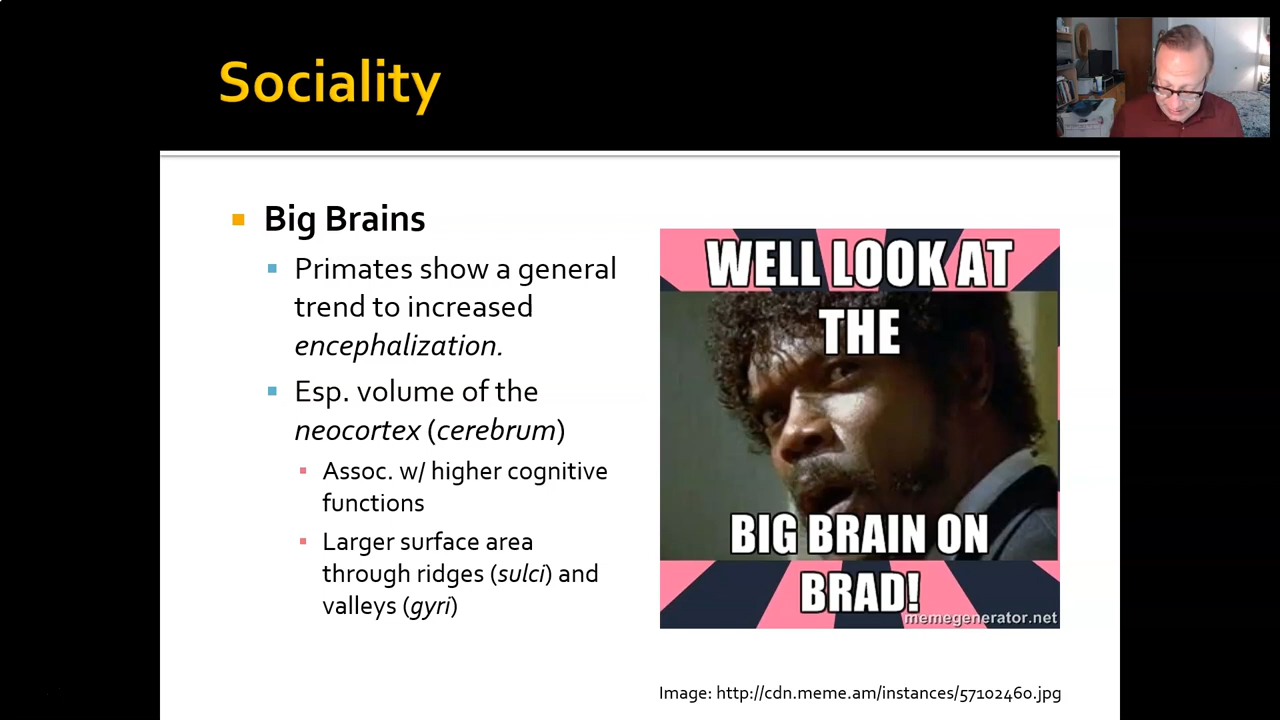 Sociality
Big Brains
Primates show a general
trend to increased
encephalization.
Esp. volume of the
neocortex (cerebrum)
Assoc. w/ higher cognitive
functions
Larger surface area
through ridges (sulci) and
valleys (gyri)
WELL LOOK AT
THE
BIG BRAIN ON
BRAD!
memegenerator.net
Image: http://cdn.meme.am/instances/57102460.jpg